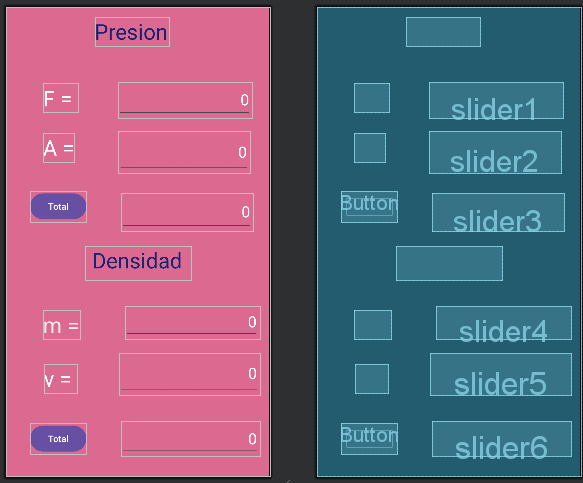 Presion
F = 0
A = 0
Total 0
Densidad
m = 0
v = 0
Total 0
slider1
slider2
Button slider3
slider4
slider5
Button slider6